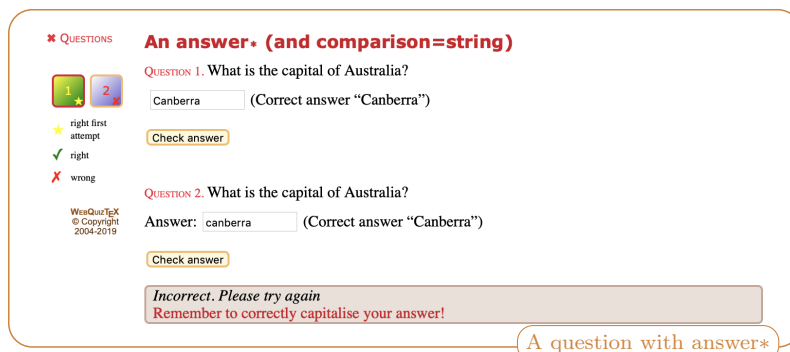 ✖ Questions
1 2
right first
attempt
right
wrong
WebQuizTeX
© Copyright
2004-2019
An answer* (and comparison=string)
Question 1. What is the capital of Australia?
Canberra (Correct answer “Canberra”)
Check answer
Question 2. What is the capital of Australia?
Answer: canberra (Correct answer “Canberra”)
Check answer
Incorrect. Please try again
Remember to correctly capitalise your answer!
A question with answer*